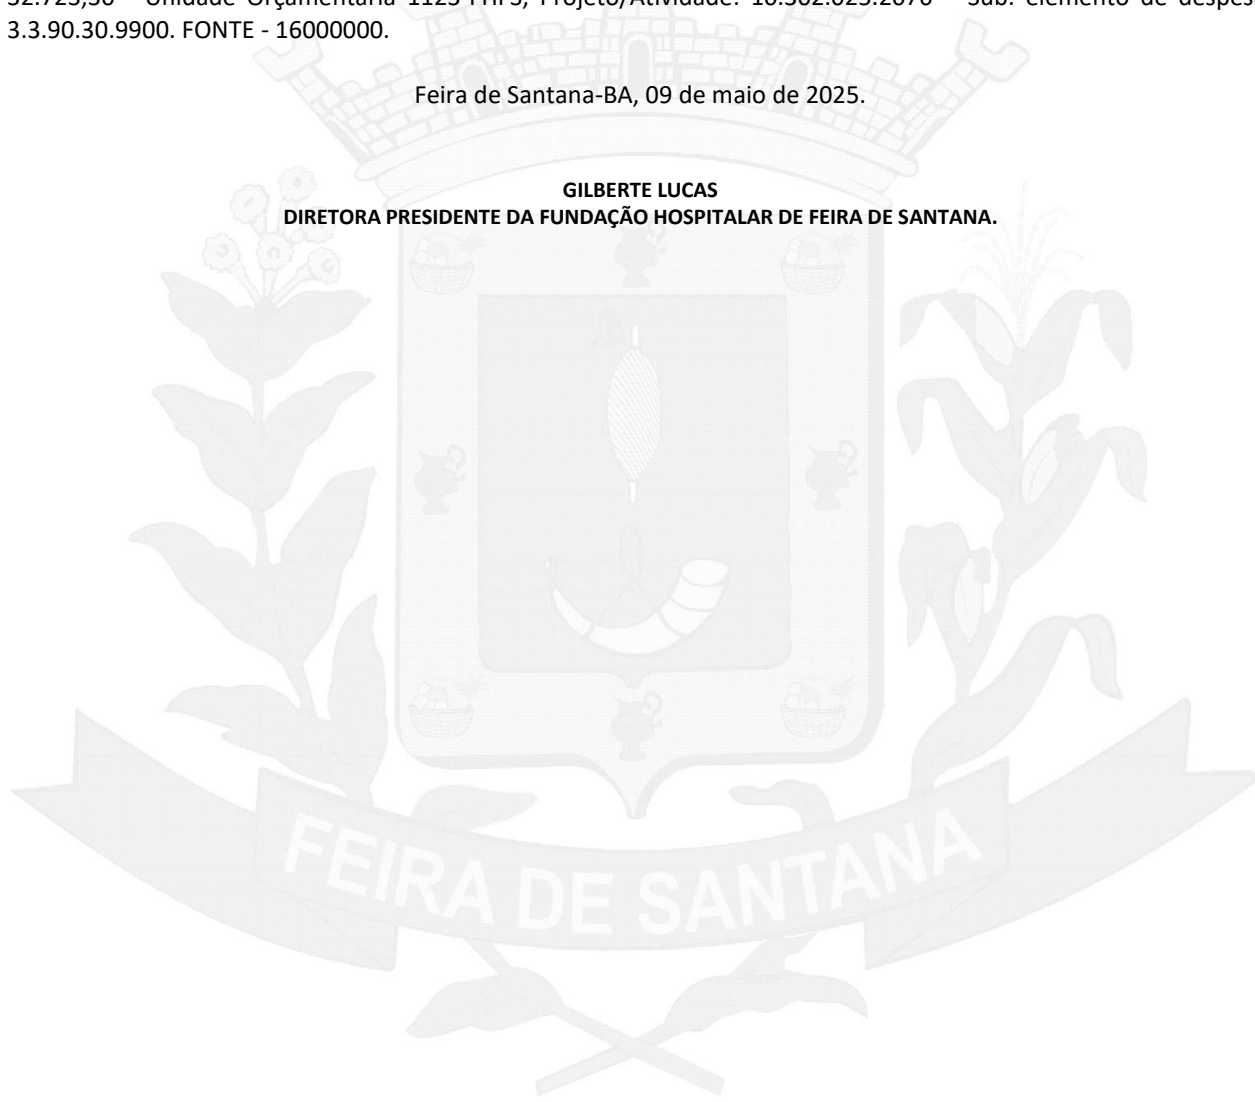 3.3.90.30.9900. FONTE - 16000000.
Feira de Santana-BA, 09 de maio de 2025.
GILBERTE LUCAS
DIRETORA PRESIDENTE DA FUNDAÇÃO HOSPITALAR DE FEIRA DE SANTANA.
FEIRA DE SANTANA